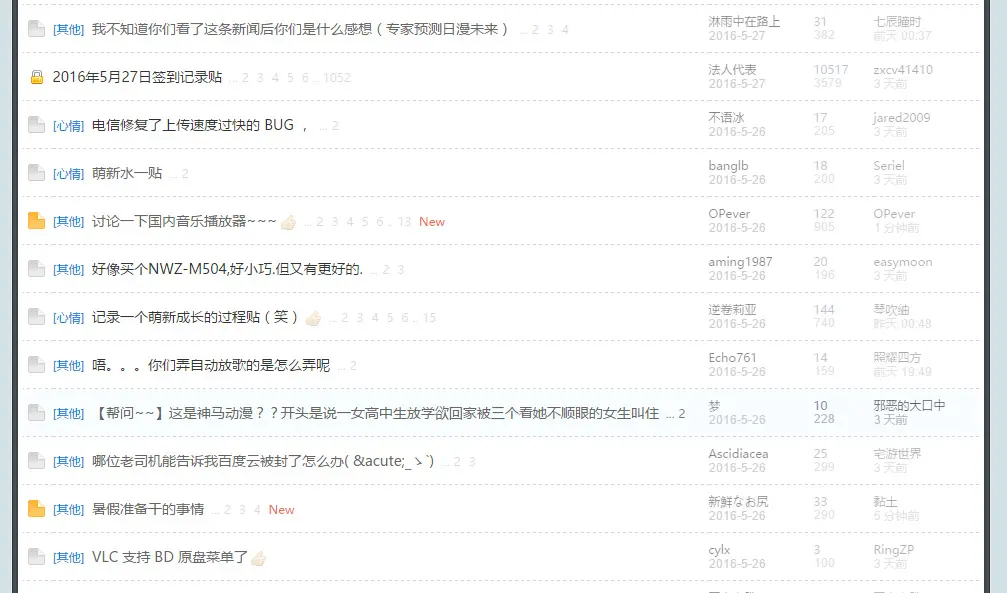 [其他] 我不知道你们看了这条新闻后你们是什么感想（专家预测日漫未来） ... 2 3 4 淋雨中在路上 31 七辰瞳时
2016-5-27 382 前天 00:37
2016年5月27日签到记录贴 ... 2 3 4 5 6 .. 1052 法人代表 10517 zxcv41410
2016-5-27 3579 3 天前
[心情] 电信修复了上传速度过快的 BUG ， ... 2 不语冰 17 jared2009
2016-5-26 205 3 天前
[心情] 萌新水一贴 ... 2 banglb 18 Seriel
2016-5-26 200 3 天前
[其他] 讨论一下国内音乐播放器~~~ ... 2 3 4 5 6 .. 13 New OPever 122 OPever
2016-5-26 905 1 分钟前
[其他] 好像买个NWZ-M504,好小巧.但又有更好的. ... 2 3 aming1987 20 easymoon
2016-5-26 196 3 天前
[心情] 记录一个萌新成长的过程贴（笑） ... 2 3 4 5 6 .. 15 逆卷莉亚 144 琴吹䌷
2016-5-26 740 昨天 00:48
[其他] 唔。。。你们弄自动放歌的是怎么弄呢 ... 2 Echo761 14 照耀四方
2016-5-26 159 前天 19:49
[其他] 【帮问~~】这是神马动漫？？开头是说一女高中生放学欲回家被三个看她不顺眼的女生叫住 ... 2 梦 10 邪恶的大口中
2016-5-26 228 3 天前
[其他] 哪位老司机能告诉我百度云被封了怎么办( &acute;_ゝ`) ... 2 3 Ascidiacea 25 宅游世界
2016-5-26 299 3 天前
[其他] 暑假准备干的事情 ... 2 3 4 New 新鮮なお尻 33 黏土
2016-5-26 290 5 分钟前
[其他] VLC 支持 BD 原盘菜单了 cylx 3 RingZP
2016-5-26 100 3 天前